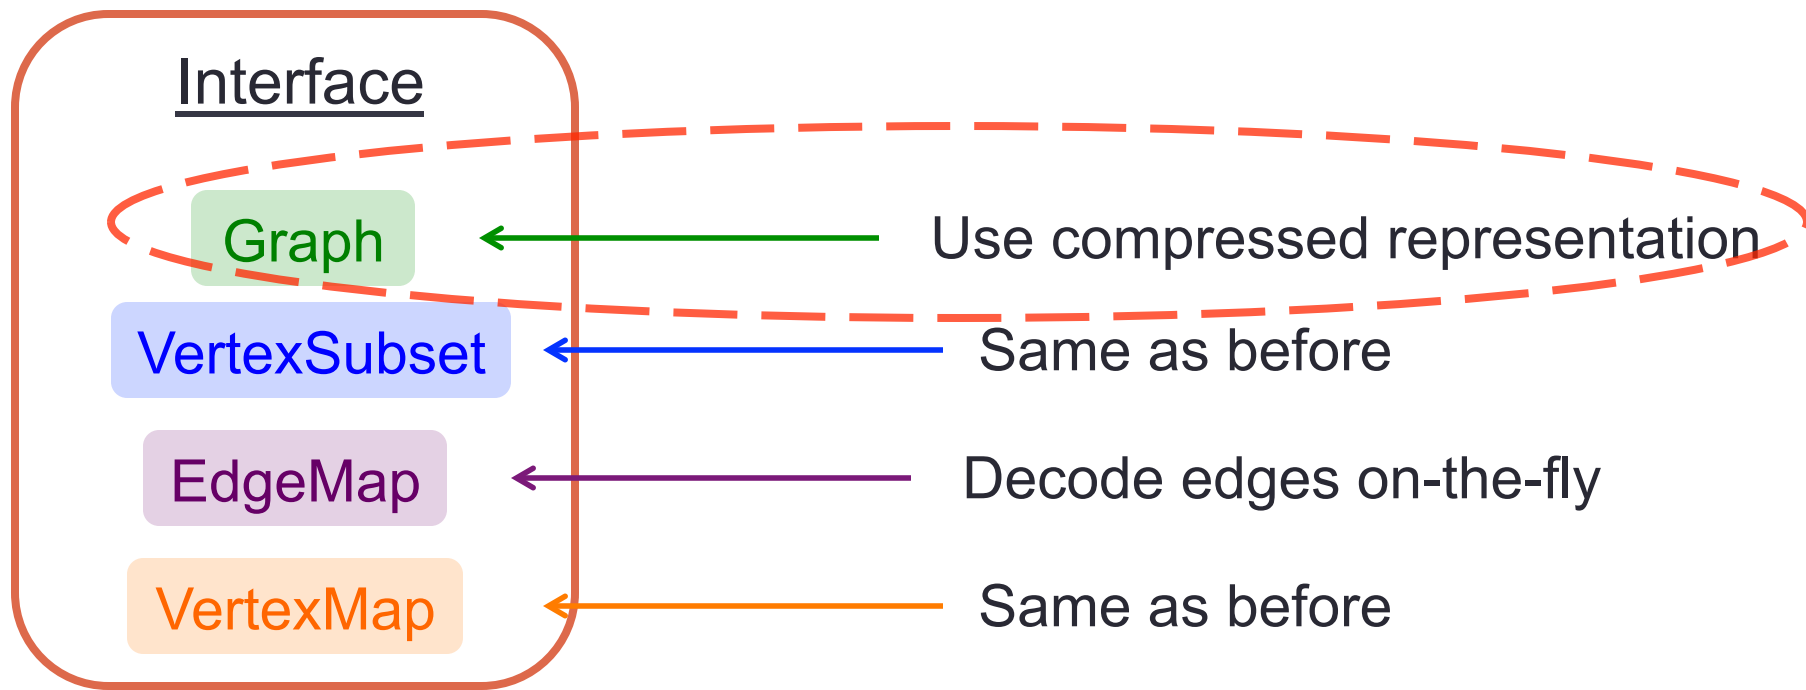 Interface
Graph
Use compressed representation
VertexSubset
Same as before
EdgeMap
Decode edges on-the-fly
VertexMap
Same as before